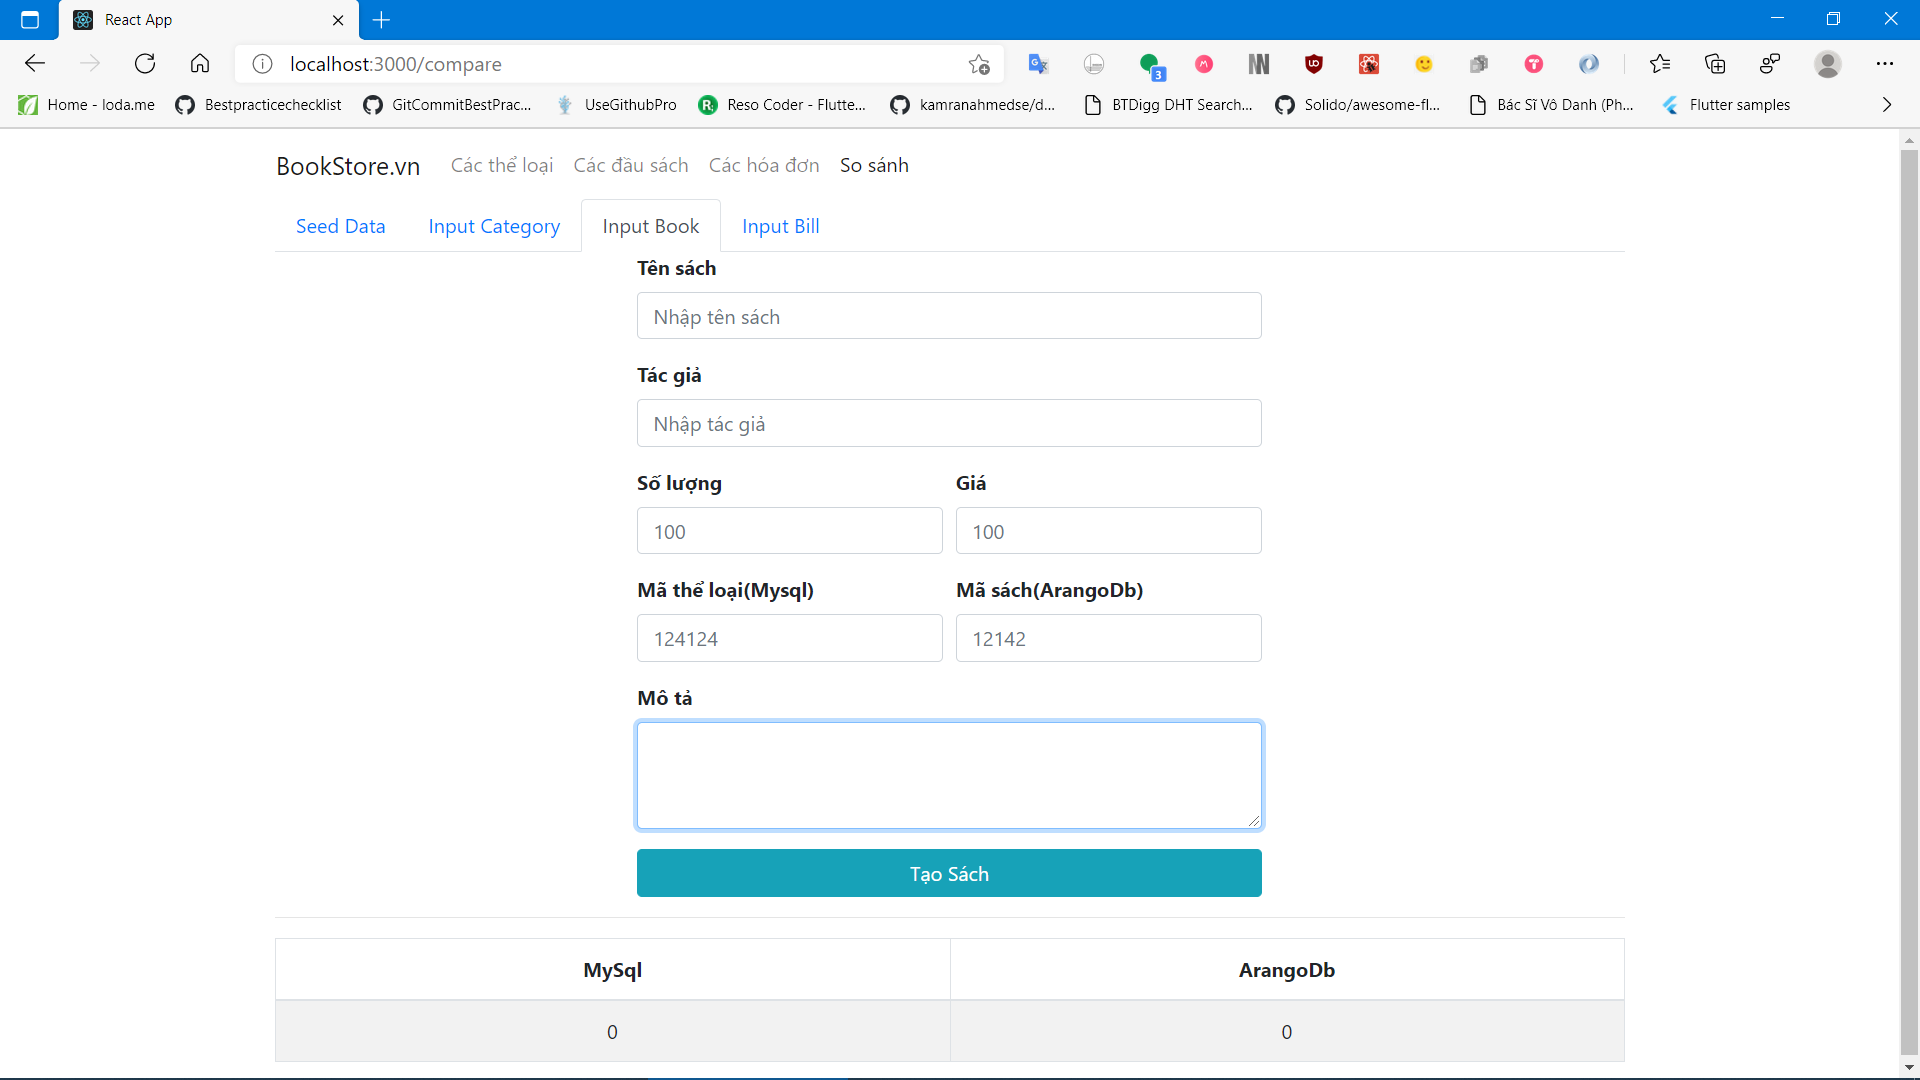 React App
localhost:3000/compare
3
Home - loda.me
Bestpracticechecklist
GitCommitBestPrac...
UseGithubPro
Reso Coder - Flutte...
kamranahmedse/d...
BTDigg DHT Search...
Solido/awesome-fl...
Bác Sĩ Vô Danh (Ph...
Flutter samples
BookStore.vn Các thể loại Các đầu sách Các hóa đơn So sánh
Seed Data Input Category Input Book Input Bill
Tên sách
Nhập tên sách
Tác giả
Nhập tác giả
Số lượng Giá
100 100
Mã thể loại(Mysql) Mã sách(ArangoDb)
124124 12142
Mô tả
Tạo Sách
MySql ArangoDb
0 0